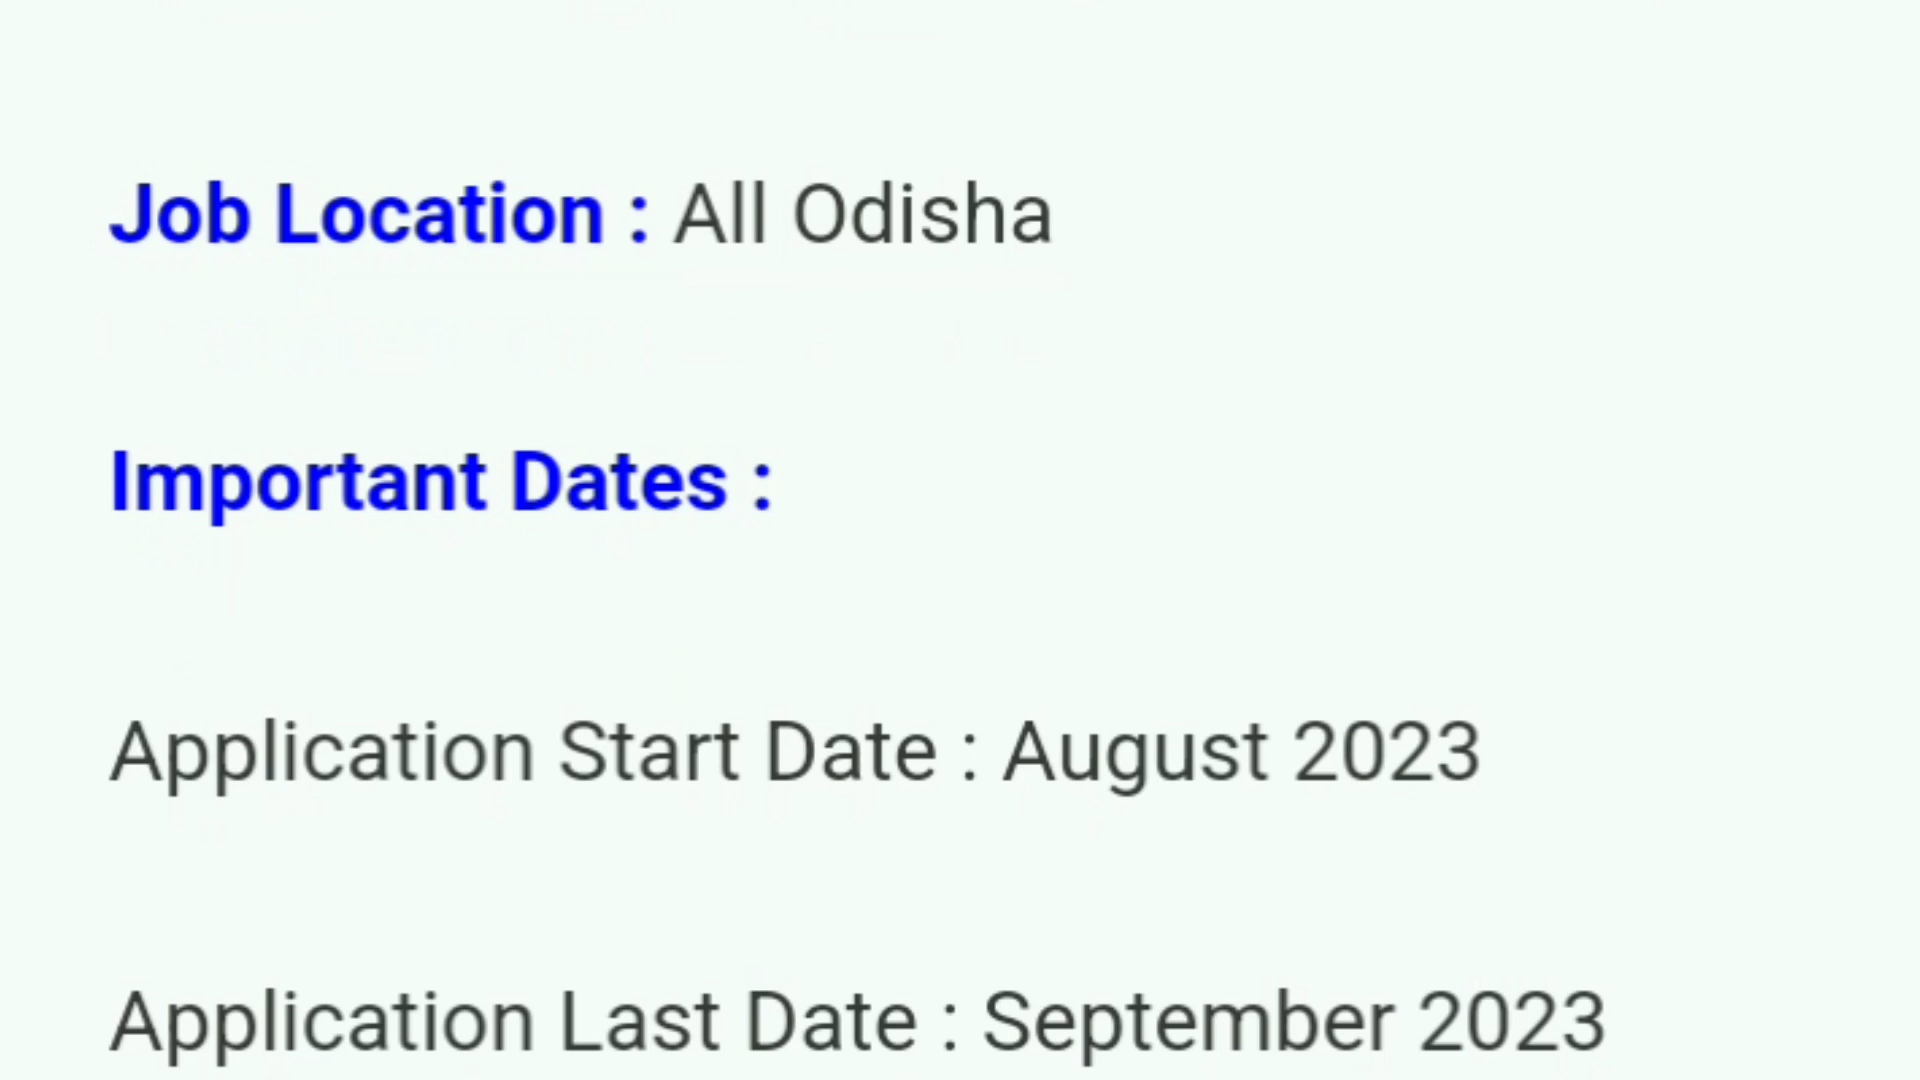 Job Location : All Odisha
Important Dates :
Application Start Date : August 2023
Application Last Date : September 2023